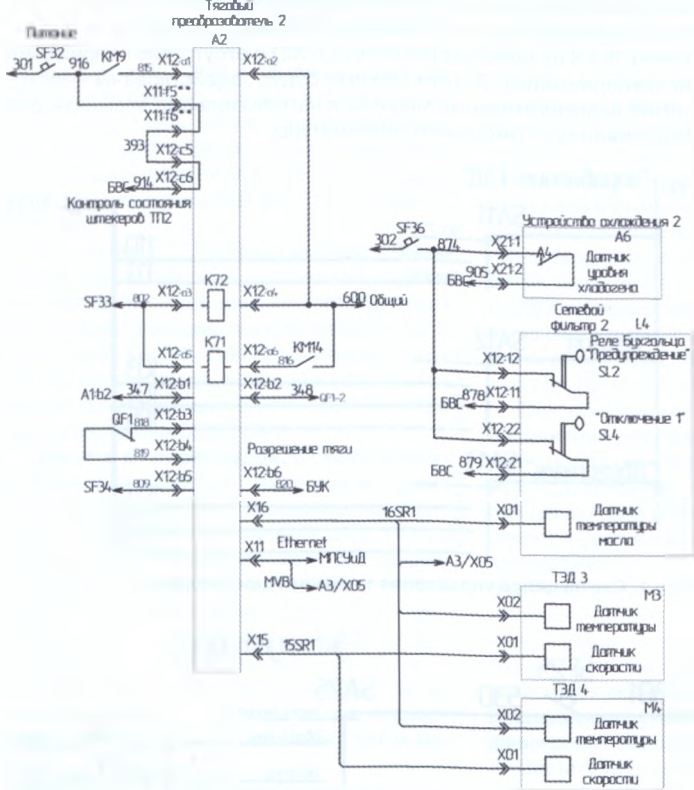 Тяговый
преобразователь 2
Питание
A2
SF32
KM9
301
916
815
X12:a1
X12:a2
X11:f5**
X11:f6**
393
X12:c5
X12:c6
БВС
914
Контроль состояния
штекеров ТП2
SF36
302
874
Устройство охлаждения 2
A6
X21:1
Датчик
уровня
хладогена
БВС
905
X21:2
K72
SF33
802
X12:a3
X12:a4
600 Общий
Сетевой
фильтр 2
L4
Реле Бухгольца
"Предупреждение"
SL2
X12:12
K71
KM14
X12:a5
X12:a6
816
A1:b2
347
X12:b1
X12:b2
348
QF1-2
БВС
878
X12:11
QF1
818
X12:b3
"Отключение 1"
SL4
X12:22
819
X12:b4
Разрешение тяги
БВС
879
X12:21
SF34
809
X12:b5
X12:b6
820
БУК
X16
16SR1
X01
Датчик
температуры
масла
X11
Ethernet
МПСУиД
MVB
A3/X05
A3/X05
ТЭД 3
M3
X02
Датчик
температуры
X15
15SR1
X01
Датчик
скорости
ТЭД 4
M4
X02
Датчик
температуры
X01
Датчик
скорости